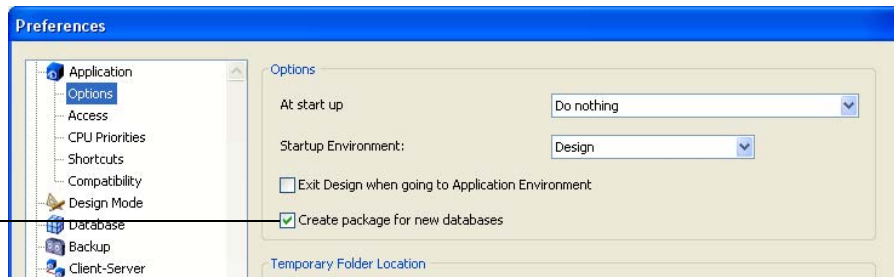 Preferences
Application
Options
Access
CPU Priorities
Shortcuts
Compatibility
Design Mode
Database
Backup
Client-Server
Options
At start up
Do nothing
Startup Environment:
Design
Exit Design when going to Application Environment
Create package for new databases
Temporary Folder Location